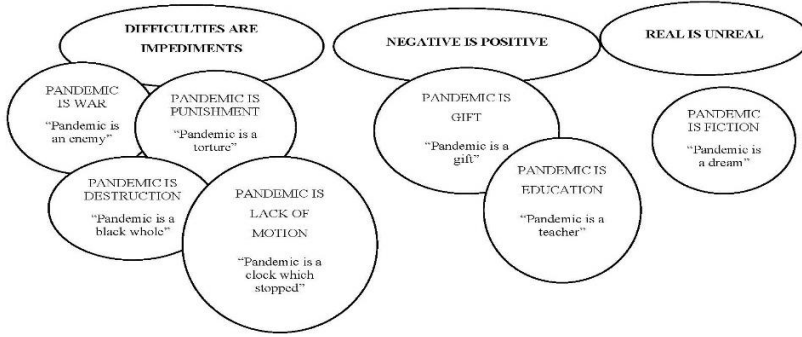 DIFFICULTIES ARE
IMPEDIMENTS
NEGATIVE IS POSITIVE
REAL IS UNREAL
PANDEMIC
IS WAR
"Pandemic is
an enemy"
PANDEMIC IS
PUNISHMENT
"Pandemic is a
torture"
PANDEMIC IS
DESTRUCTION
"Pandemic is a
black whole"
PANDEMIC IS
LACK OF
MOTION
"Pandemic is a
clock which
stopped"
PANDEMIC IS
GIFT
"Pandemic is a
gift"
PANDEMIC IS
EDUCATION
"Pandemic is a
teacher"
PANDEMIC
IS FICTION
"Pandemic is
a dream"